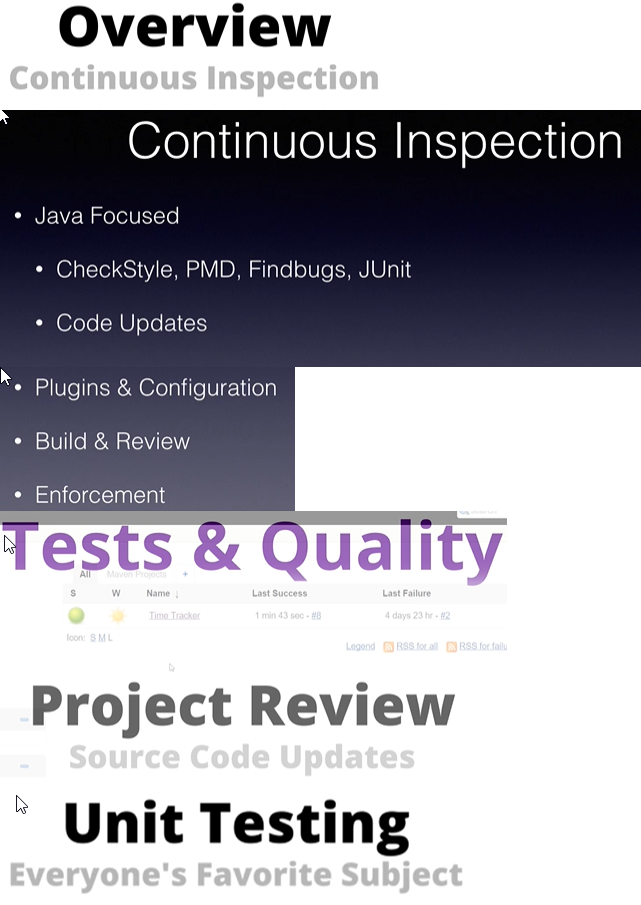 Overview
Continuous Inspection
Continuous Inspection
• Java Focused
• CheckStyle, PMD, Findbugs, JUnit
• Code Updates
• Plugins & Configuration
• Build & Review
• Enforcement
Tests & Quality
All Maven Projects +
S W Name ↓ Last Success Last Failure
Time Tracker 1 min 43 sec - #8 4 days 23 hr - #2
Icon: S M L
Legend RSS for all RSS for
Project Review
Source Code Updates
Unit Testing
Everyone's Favorite Subject